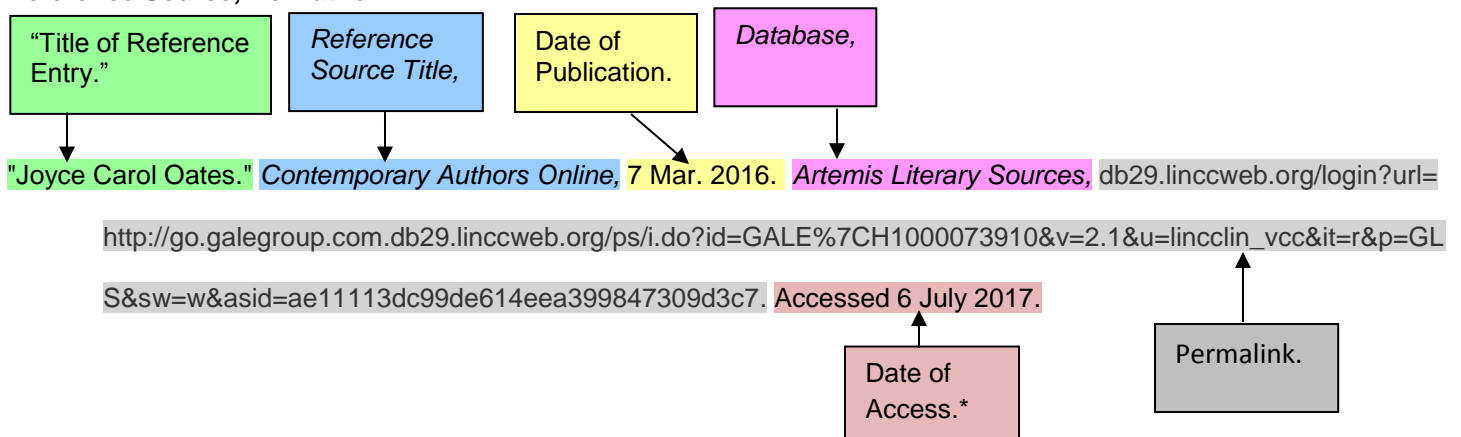 “Title of Reference
Entry.”
Reference
Source Title,
Date of
Publication.
Database,
"Joyce Carol Oates." Contemporary Authors Online, 7 Mar. 2016. Artemis Literary Sources, db29.linccweb.org/login?url=
http://go.galegroup.com.db29.linccweb.org/ps/i.do?id=GALE%7CH1000073910&v=2.1&u=lincclin_vcc&it=r&p=GL
S&sw=w&asid=ae11113dc99de614eea399847309d3c7. Accessed 6 July 2017.
Date of
Access.*
Permalink.